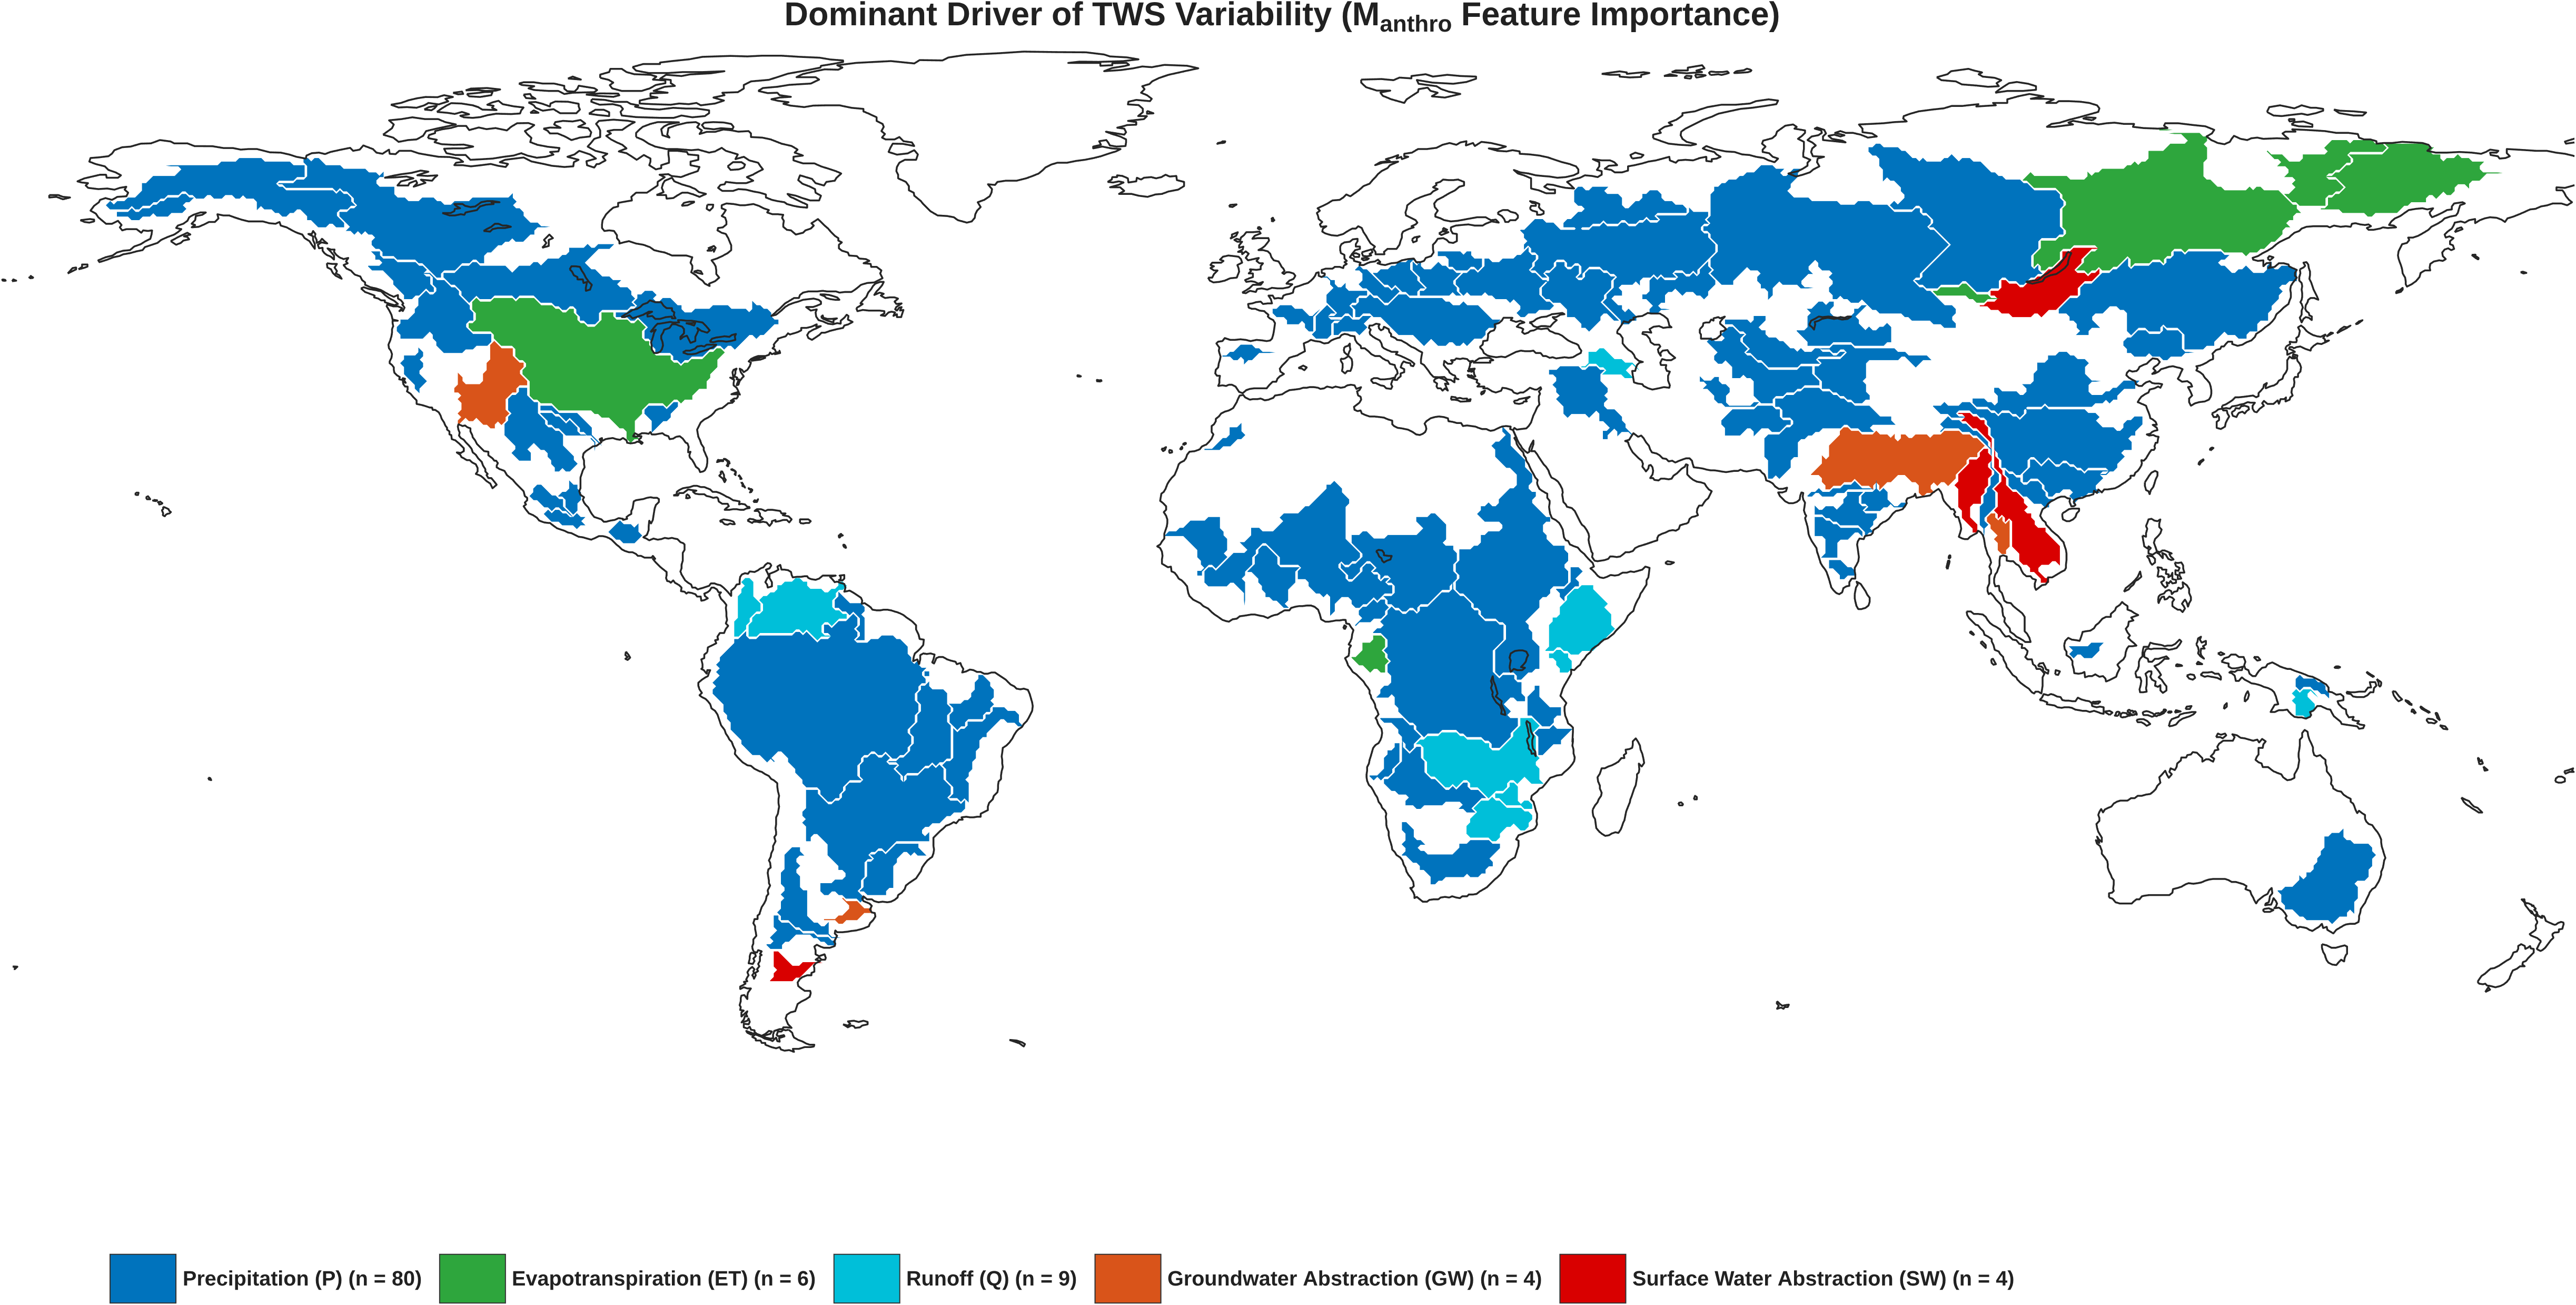 Dominant Driver of TWS Variability (Manthro Feature Importance)
Precipitation (P) (n = 80) Evapotranspiration (ET) (n = 6) Runoff (Q) (n = 9) Groundwater Abstraction (GW) (n = 4) Surface Water Abstraction (SW) (n = 4)